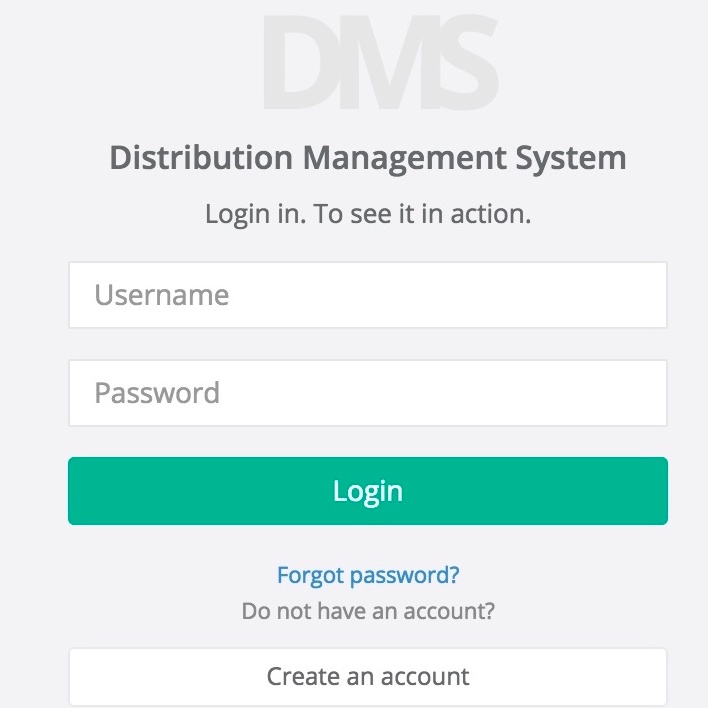 DMS
Distribution Management System
Login in. To see it in action.
Username
Password
Login
Forgot password?
Do not have an account?
Create an account